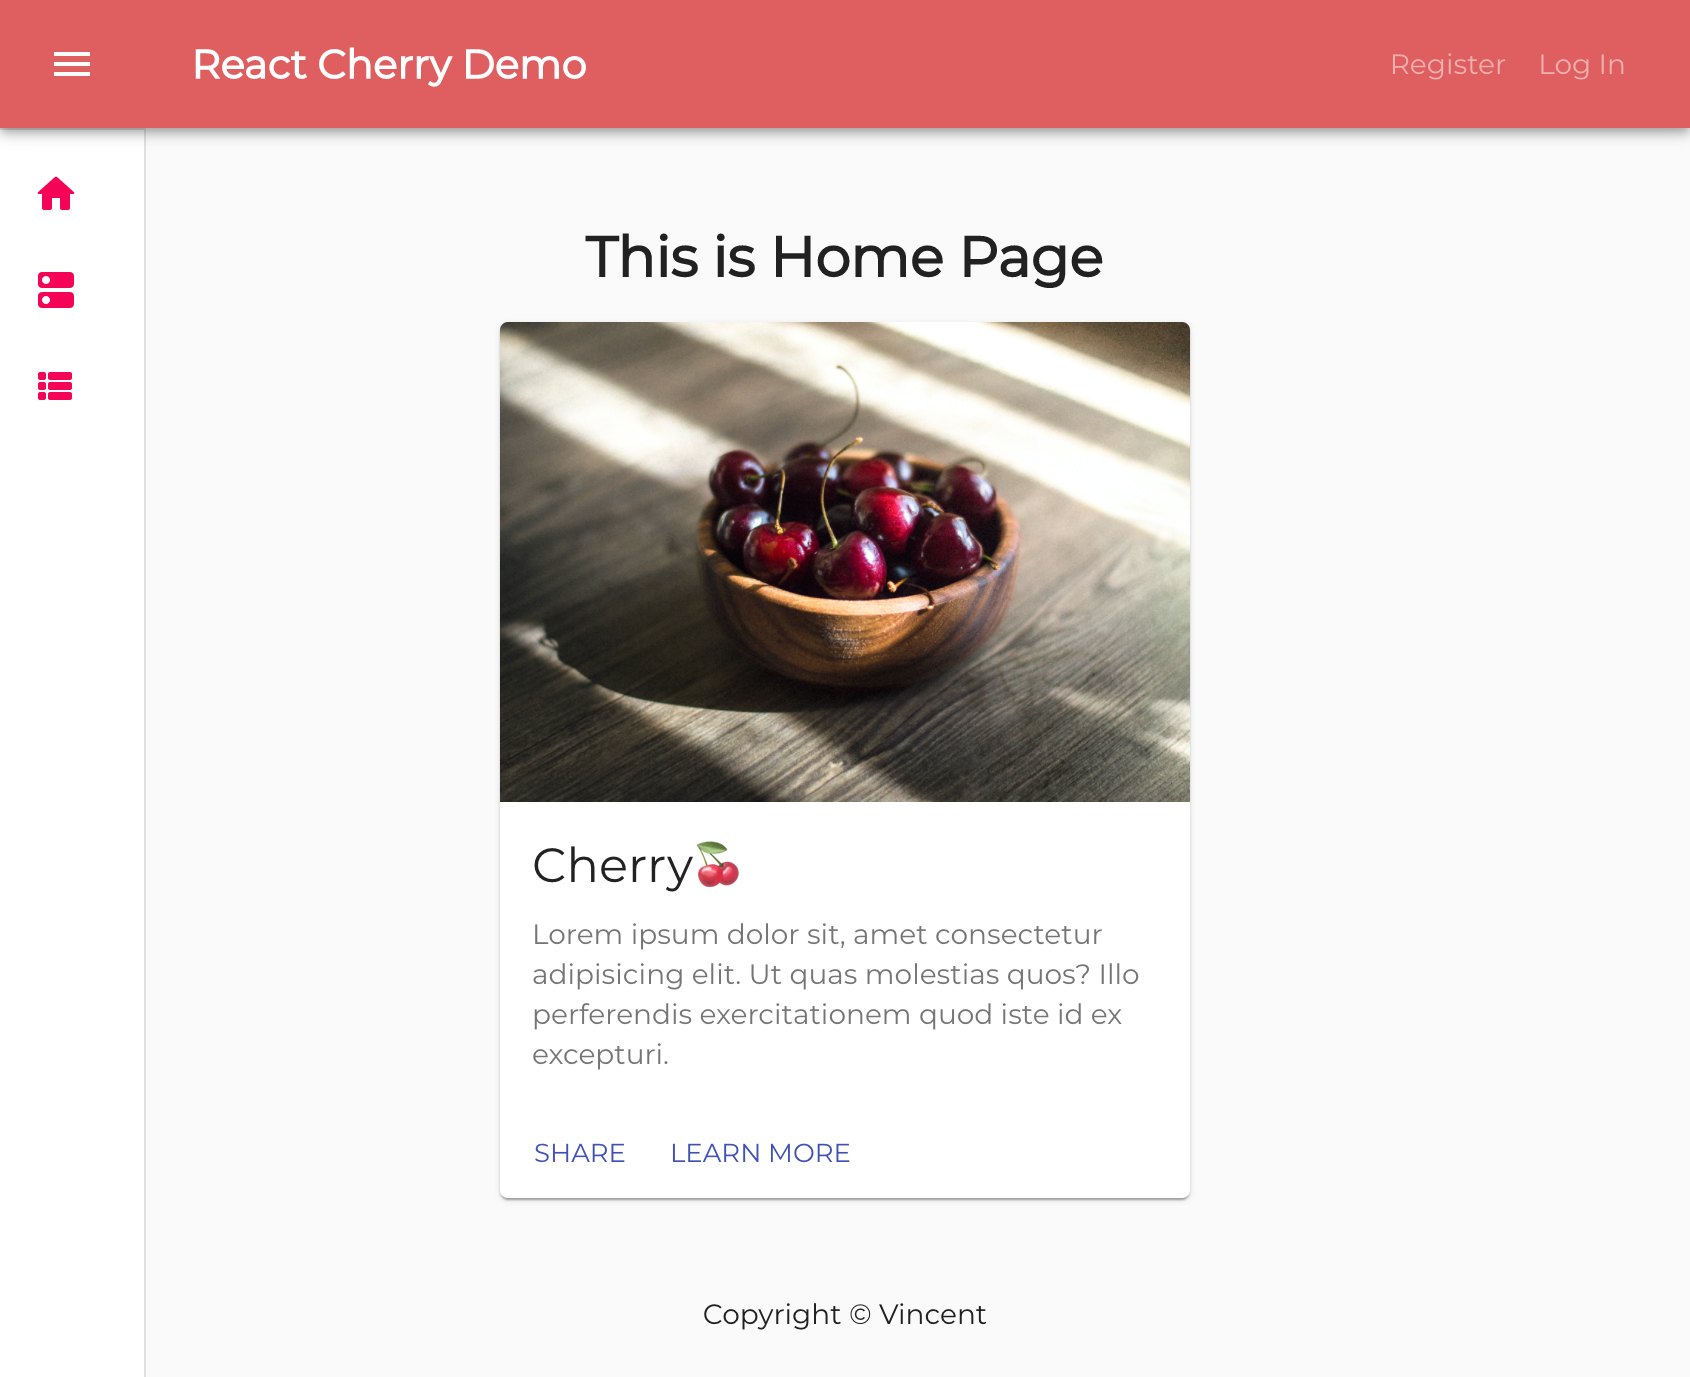 React Cherry Demo
Register
Log In
This is Home Page
Cherry🍒
Lorem ipsum dolor sit, amet consectetur
adipisicing elit. Ut quas molestias quos? Illo
perferendis exercitationem quod iste id ex
excepturi.
SHARE
LEARN MORE
Copyright © Vincent